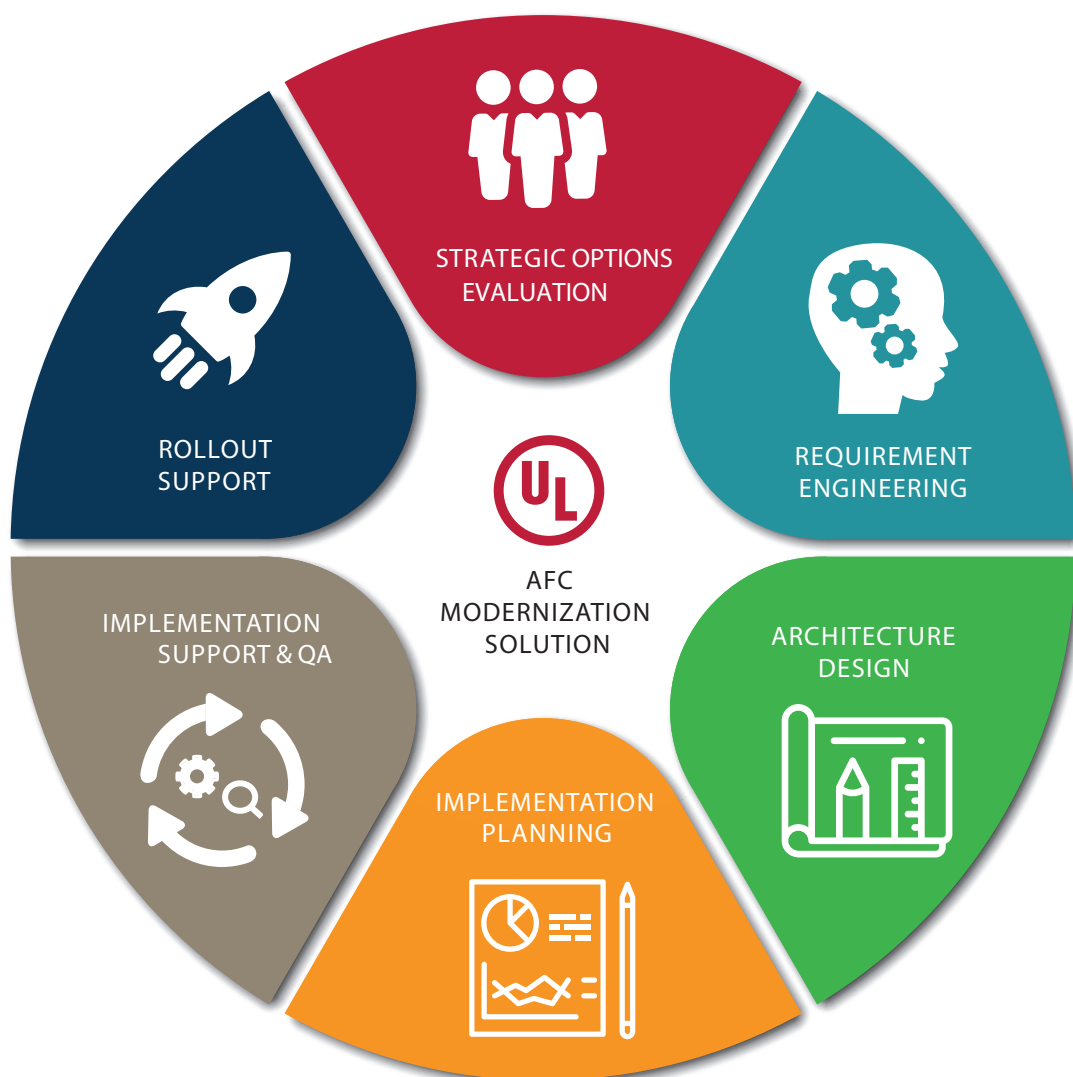 STRATEGIC OPTIONS
EVALUATION
REQUIREMENT
ENGINEERING
ARCHITECTURE
DESIGN
IMPLEMENTATION
PLANNING
IMPLEMENTATION
SUPPORT & QA
ROLLOUT
SUPPORT
UL
AFC
MODERNIZATION
SOLUTION